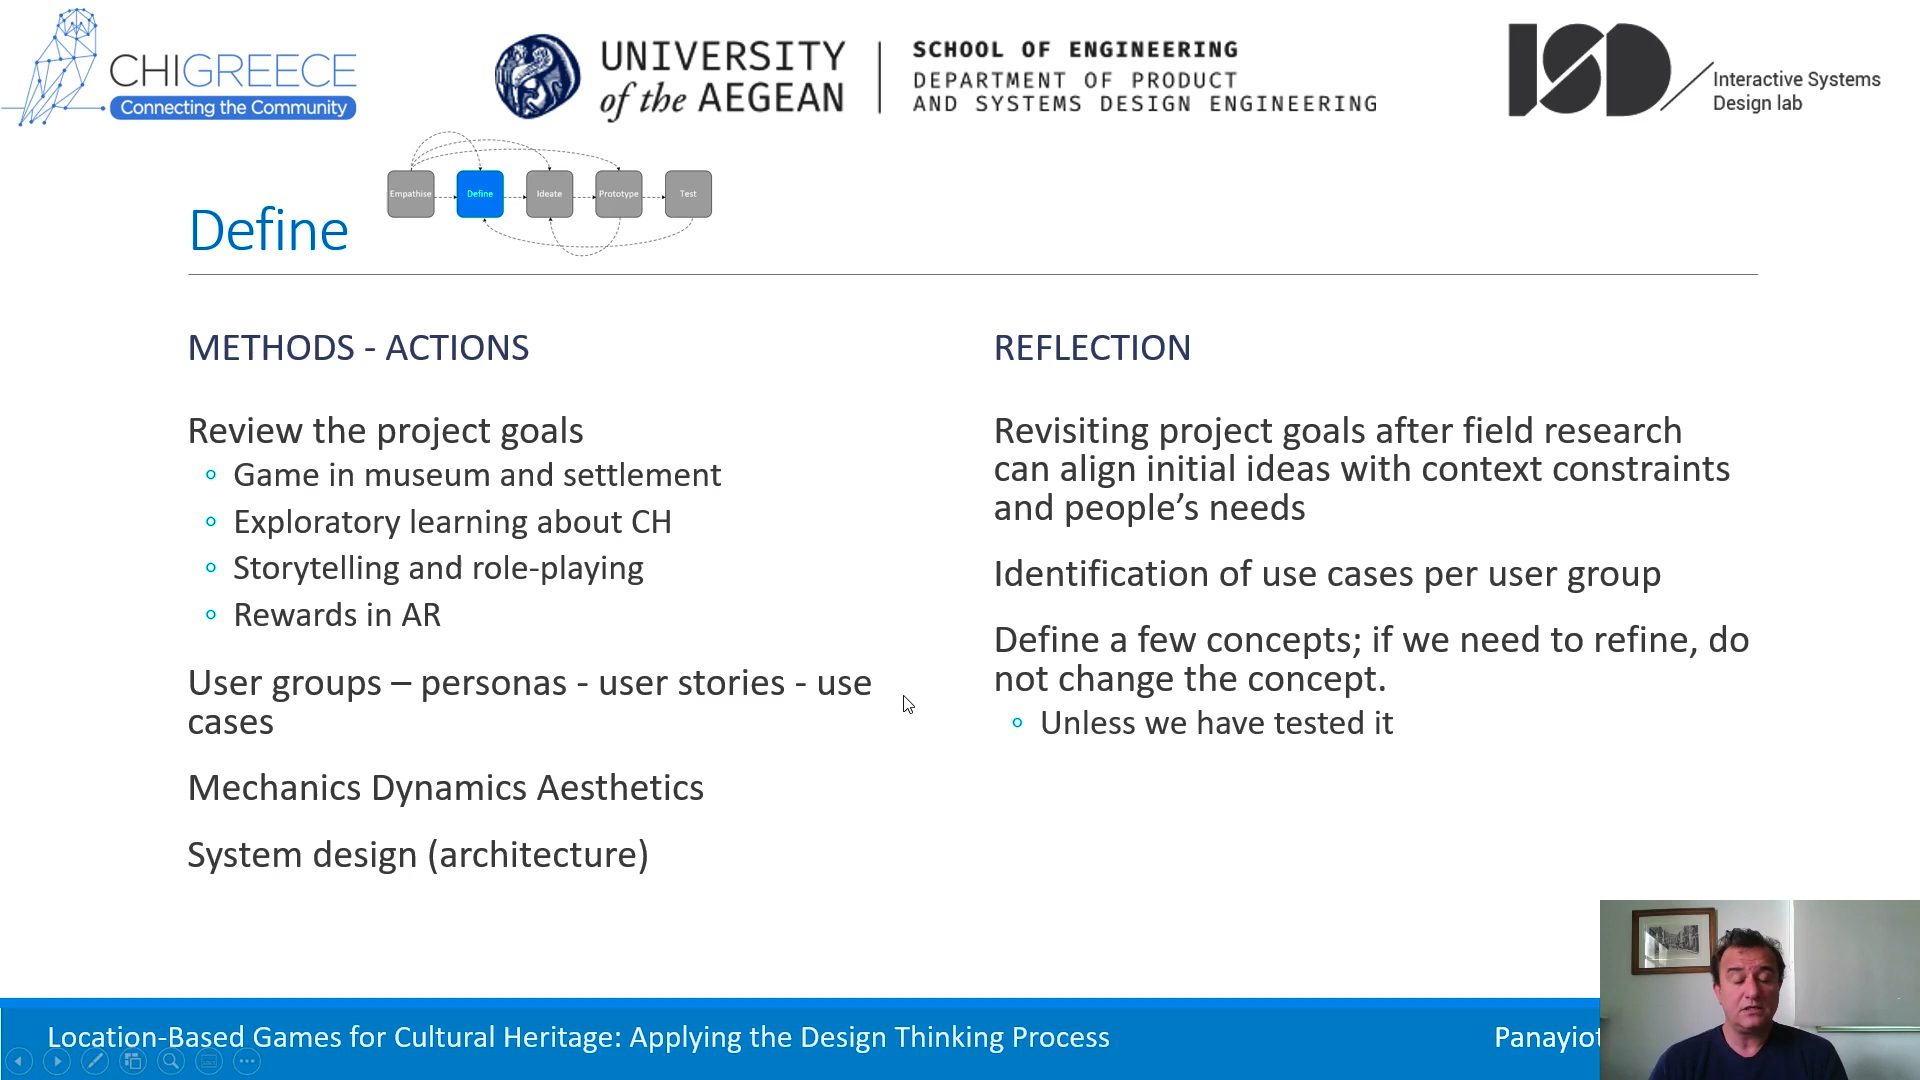 CHIGREECE
Connecting the Community
UNIVERSITY
of the AEGEAN
SCHOOL OF ENGINEERING
DEPARTMENT OF PRODUCT
AND SYSTEMS DESIGN ENGINEERING
ISD
Interactive Systems
Design lab
Empathise
Define
Ideate
Prototype
Test
Define
METHODS - ACTIONS
Review the project goals
Game in museum and settlement
Exploratory learning about CH
Storytelling and role-playing
Rewards in AR
User groups – personas - user stories - use
cases
Mechanics Dynamics Aesthetics
System design (architecture)
REFLECTION
Revisiting project goals after field research
can align initial ideas with context constraints
and people’s needs
Identification of use cases per user group
Define a few concepts; if we need to refine, do
not change the concept.
Unless we have tested it
Location-Based Games for Cultural Heritage: Applying the Design Thinking Process